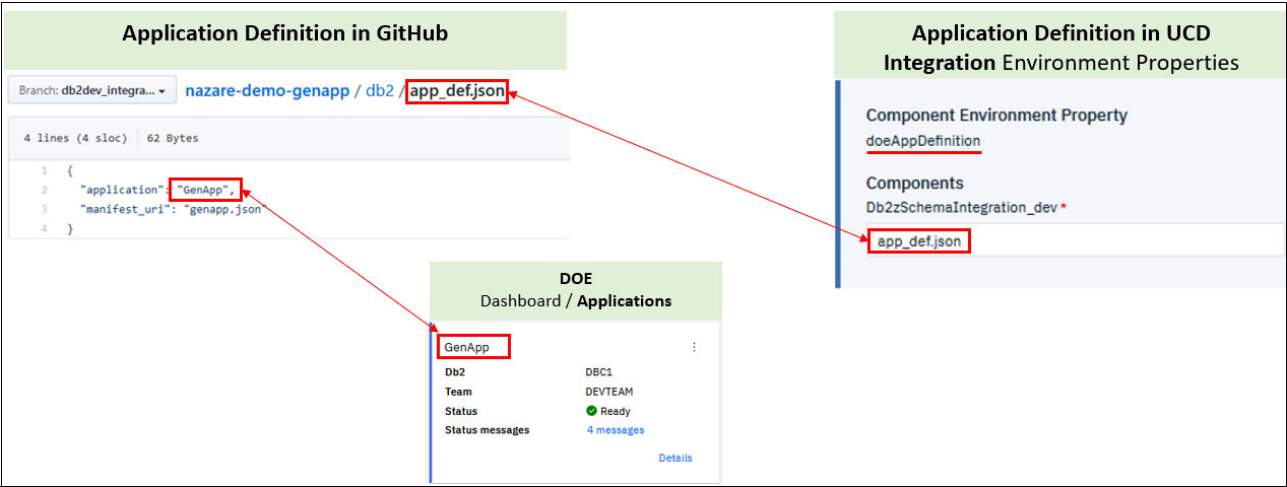 Application Definition in GitHub
Branch: db2dev_integra...
nazare-demo-genapp / db2 / app_def.json
4 lines (4 sloc) 62 Bytes
1 {
2 "application": "GenApp",
3 "manifest_uri": "genapp.json"
4 }
Application Definition in UCD
Integration Environment Properties
Component Environment Property
doeAppDefinition
Components
Db2zSchemaIntegration_dev *
app_def.json
DOE
Dashboard / Applications
GenApp
Db2 DBC1
Team DEVTEAM
Status Ready
Status messages 4 messages
Details